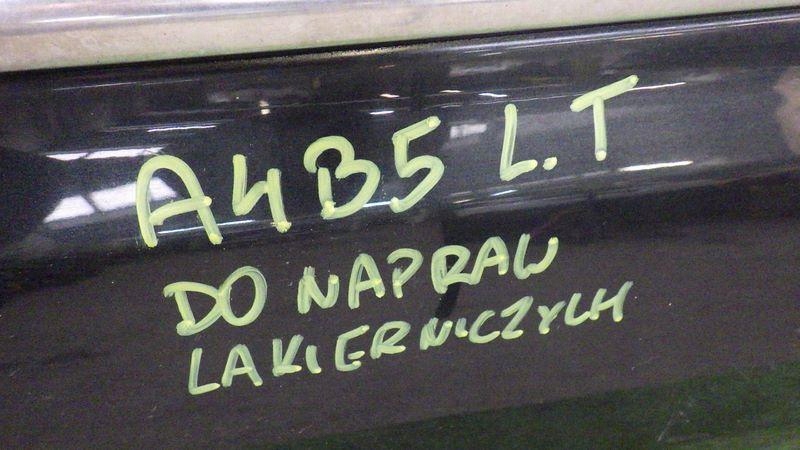 A4B5 L.T
DO NAPRAW
LAKIERNICZYCH